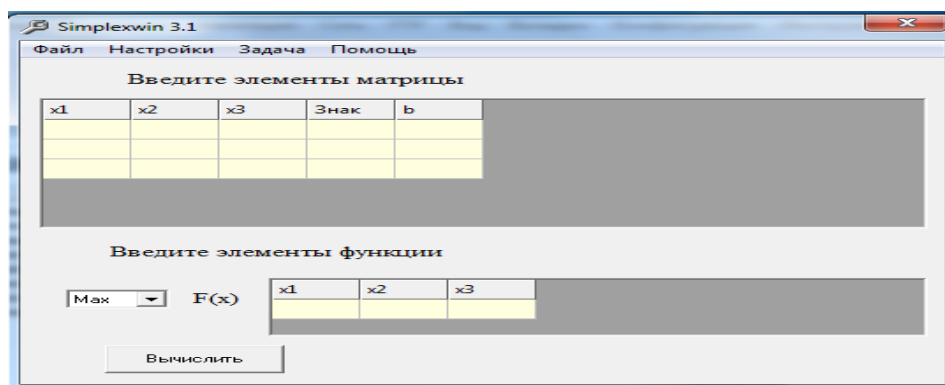 Simplexwin 3.1
Файл Настройки Задача Помощь
Введите элементы матрицы
x1 x2 x3 Знак b
Введите элементы функции
Max F(x) x1 x2 x3
Вычислить